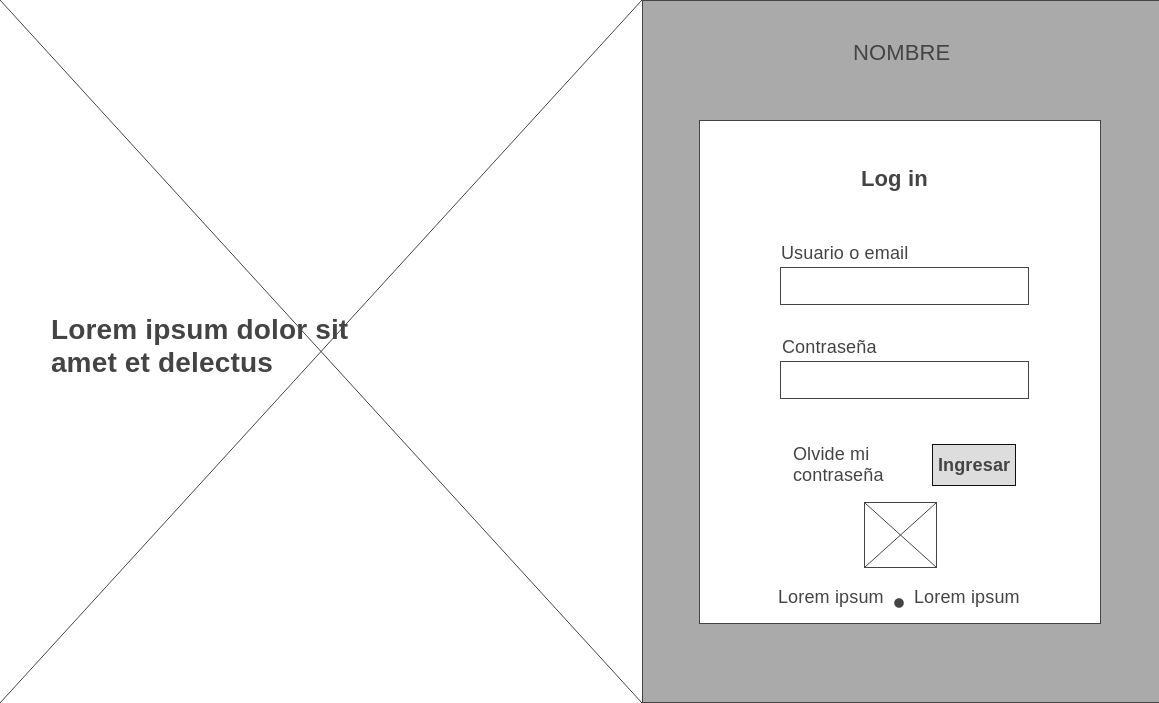 Lorem ipsum dolor sit
amet et delectus
NOMBRE
Log in
Usuario o email
Contraseña
Olvide mi
contraseña
Ingresar
Lorem ipsum ● Lorem ipsum